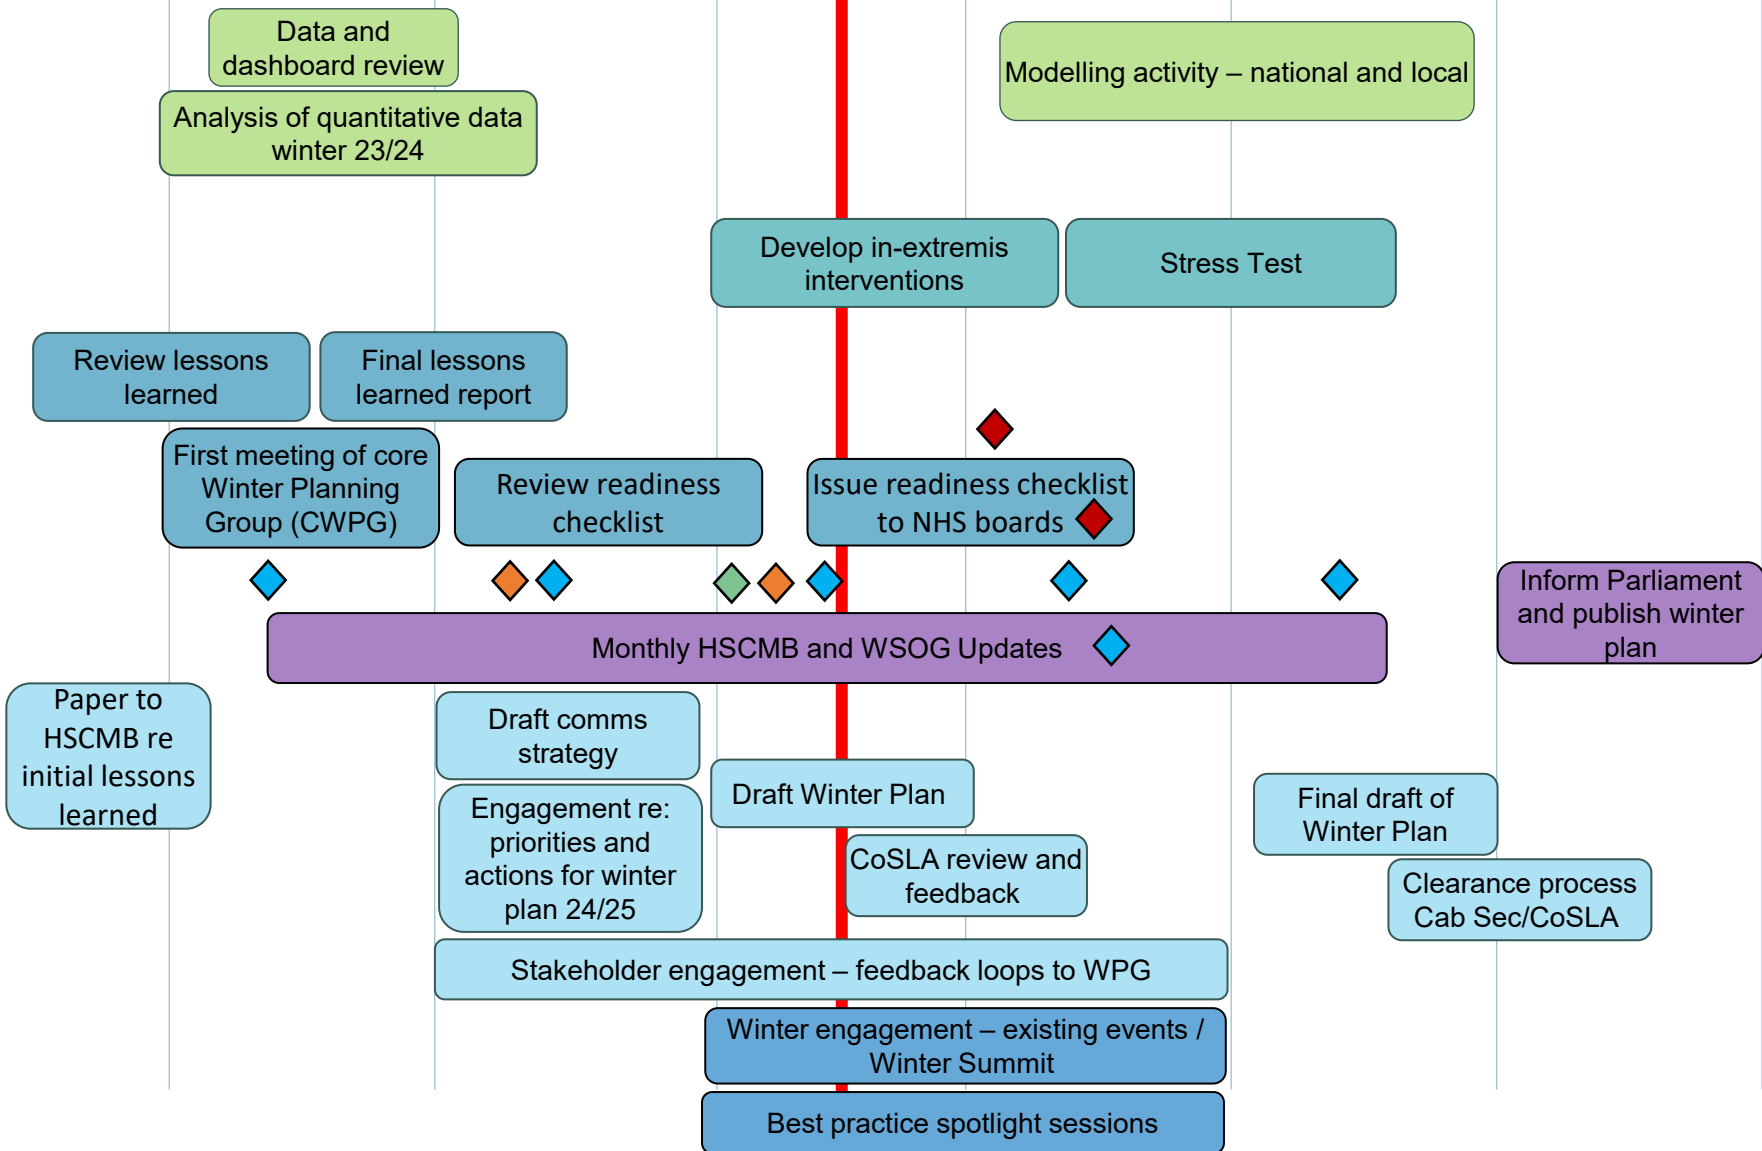 Data and
dashboard review
Modelling activity – national and local
Analysis of quantitative data
winter 23/24
Develop in-extremis
interventions
Stress Test
Review lessons
learned
Final lessons
learned report
First meeting of core
Winter Planning
Group (CWPG)
Review readiness
checklist
Issue readiness checklist
to NHS boards
Inform Parliament
and publish winter
plan
Monthly HSCMB and WSOG Updates
Paper to
HSCMB re
initial lessons
learned
Draft comms
strategy
Draft Winter Plan
Final draft of
Winter Plan
Engagement re:
priorities and
actions for winter
plan 24/25
CoSLA review and
feedback
Clearance process
Cab Sec/CoSLA
Stakeholder engagement – feedback loops to WPG
Winter engagement – existing events /
Winter Summit
Best practice spotlight sessions